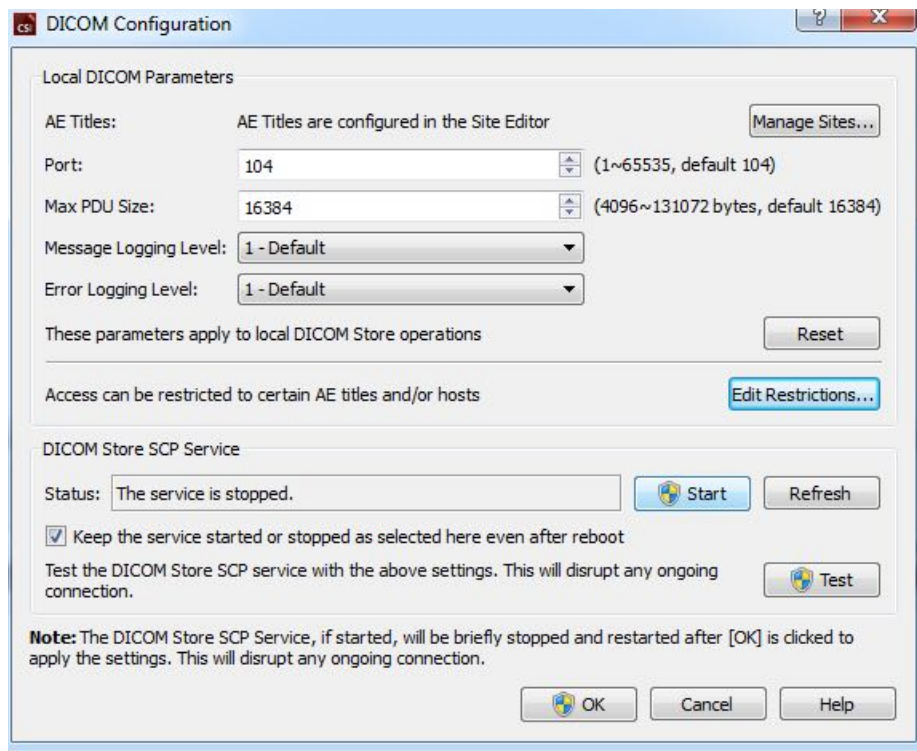 CSI DICOM Configuration ?
Local DICOM Parameters
AE Titles: AE Titles are configured in the Site Editor Manage Sites...
Port: 104 (1~65535, default 104)
Max PDU Size: 16384 (4096~131072 bytes, default 16384)
Message Logging Level: 1 - Default
Error Logging Level: 1 - Default
These parameters apply to local DICOM Store operations Reset
Access can be restricted to certain AE titles and/or hosts Edit Restrictions...
DICOM Store SCP Service
Status: The service is stopped. Start Refresh
Keep the service started or stopped as selected here even after reboot
Test the DICOM Store SCP service with the above settings. This will disrupt any ongoing
connection. Test
Note: The DICOM Store SCP Service, if started, will be briefly stopped and restarted after [OK] is clicked to
apply the settings. This will disrupt any ongoing connection.
OK Cancel Help